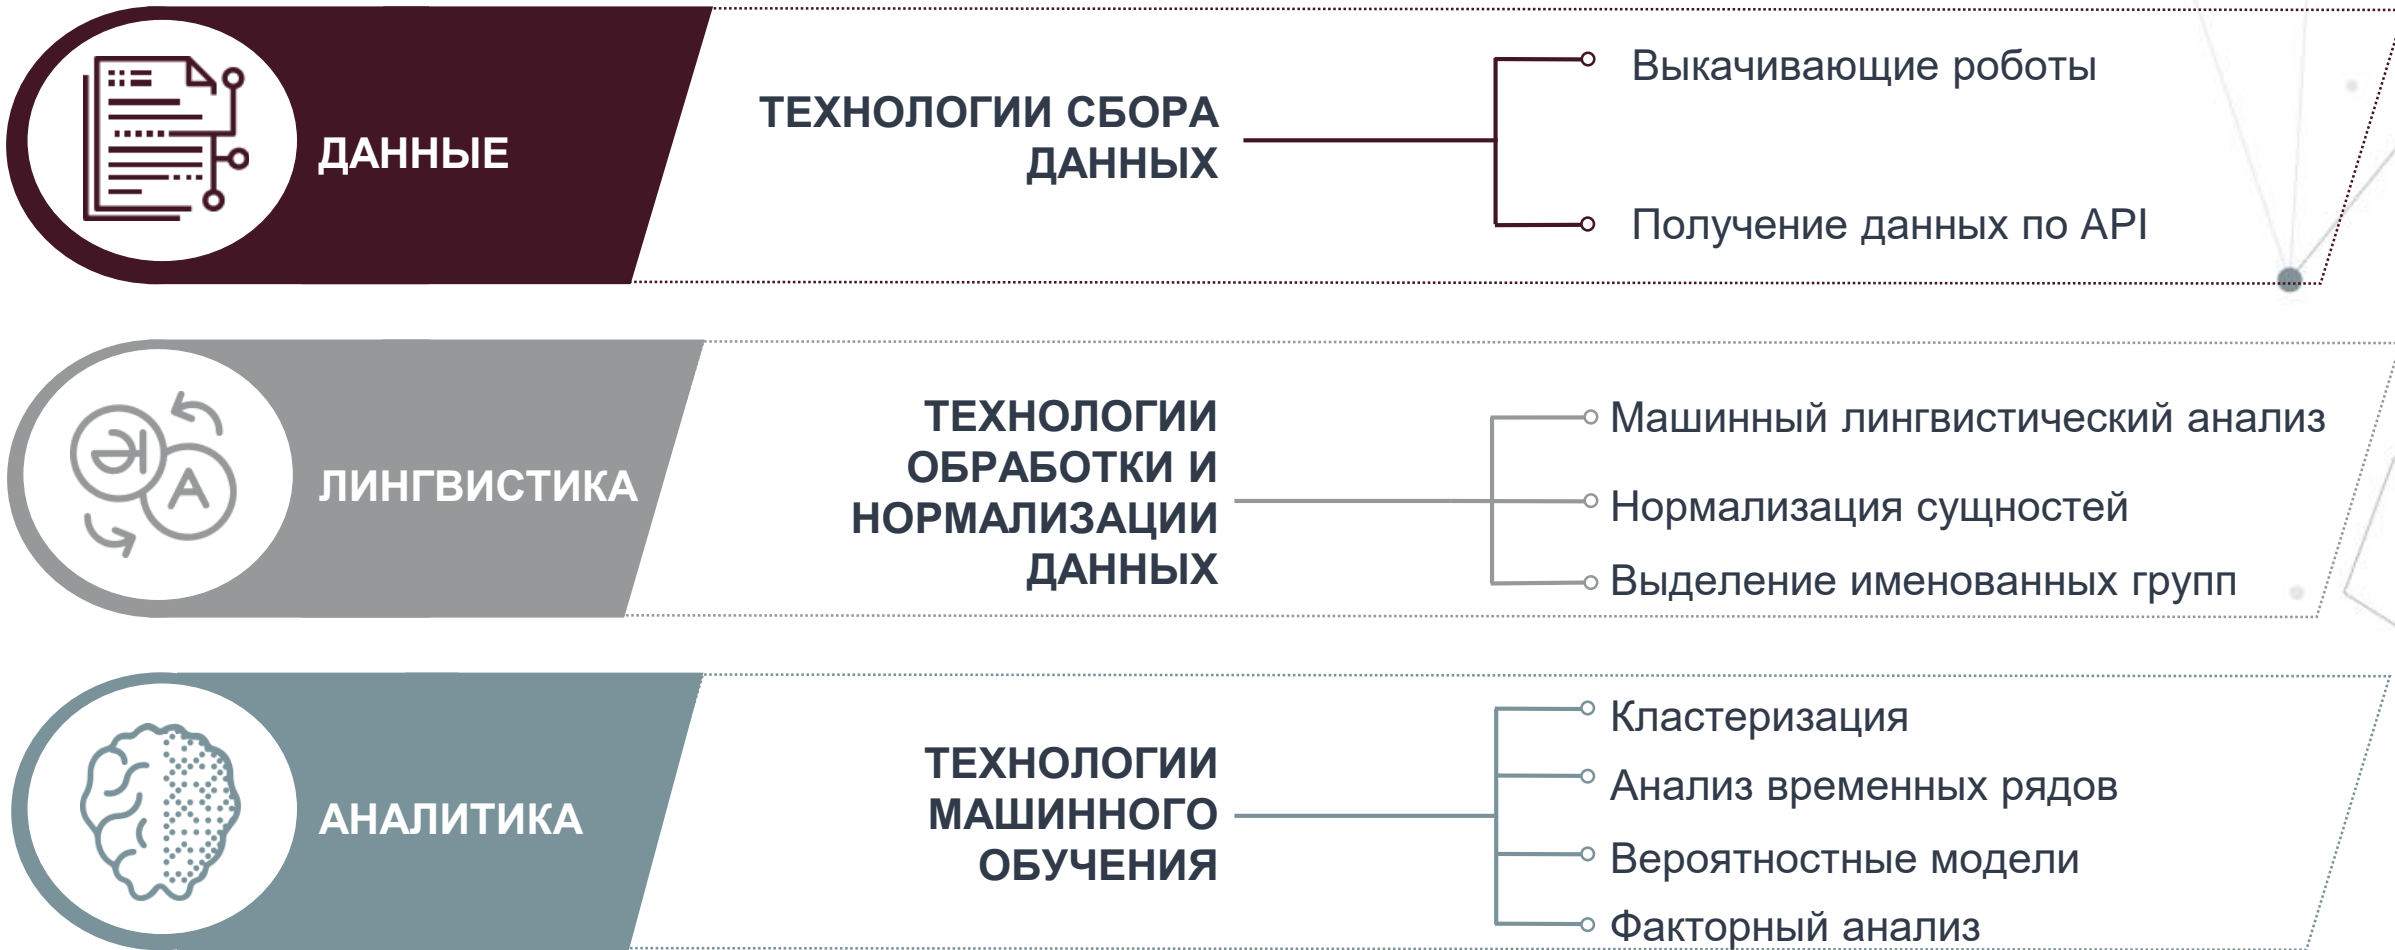 ДАННЫЕ
ТЕХНОЛОГИИ СБОРА
ДАННЫХ
Выкачивающие роботы
Получение данных по API
ЛИНГВИСТИКА
ТЕХНОЛОГИИ
ОБРАБОТКИ И
НОРМАЛИЗАЦИИ
ДАННЫХ
Машинный лингвистический анализ
Нормализация сущностей
Выделение именованных групп
АНАЛИТИКА
ТЕХНОЛОГИИ
МАШИННОГО
ОБУЧЕНИЯ
Кластеризация
Анализ временных рядов
Вероятностные модели
Факторный анализ